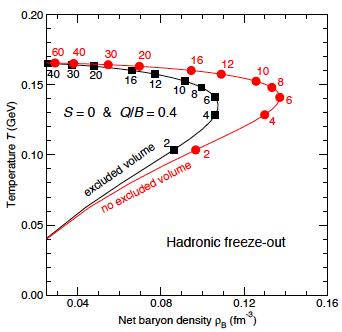 0.20
0.15
0.10
0.05
0.00
Temperature T (GeV)
60 40 30 20 16 12 10 8 6 4 2
40 30 20 16 12 10 8 6 4 2
S = 0 & Q/B = 0.4
excluded volume
no excluded volume
Hadronic freeze-out
0.04 0.08 0.12 0.16
Net baryon density ρB (fm-3)